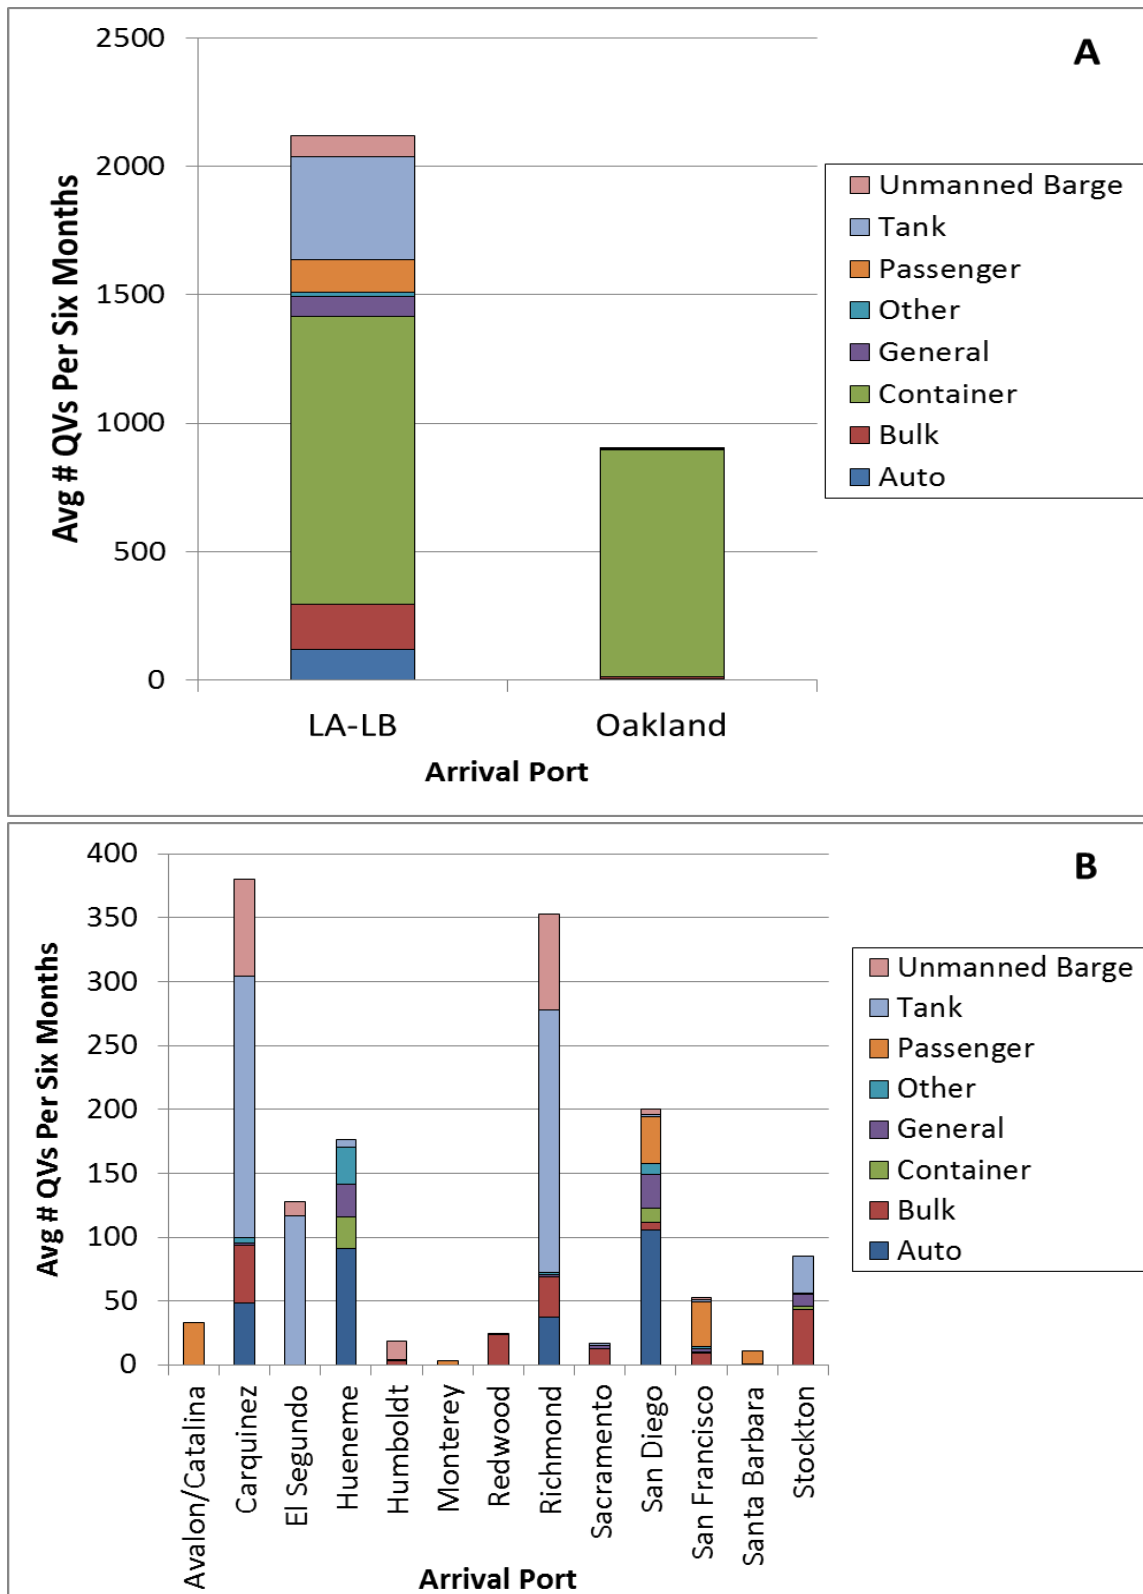 A
2500
2000
1500
1000
500
0
Avg # QVs Per Six Months
LA-LB
Oakland
Arrival Port
Unmanned Barge
Tank
Passenger
Other
General
Container
Bulk
Auto
B
400
350
300
250
200
150
100
50
0
Avg # QVs Per Six Months
Avalon/Catalina
Carquinez
El Segundo
Hueneme
Humboldt
Monterey
Redwood
Richmond
Sacramento
San Diego
San Francisco
Santa Barbara
Stockton
Arrival Port
Unmanned Barge
Tank
Passenger
Other
General
Container
Bulk
Auto